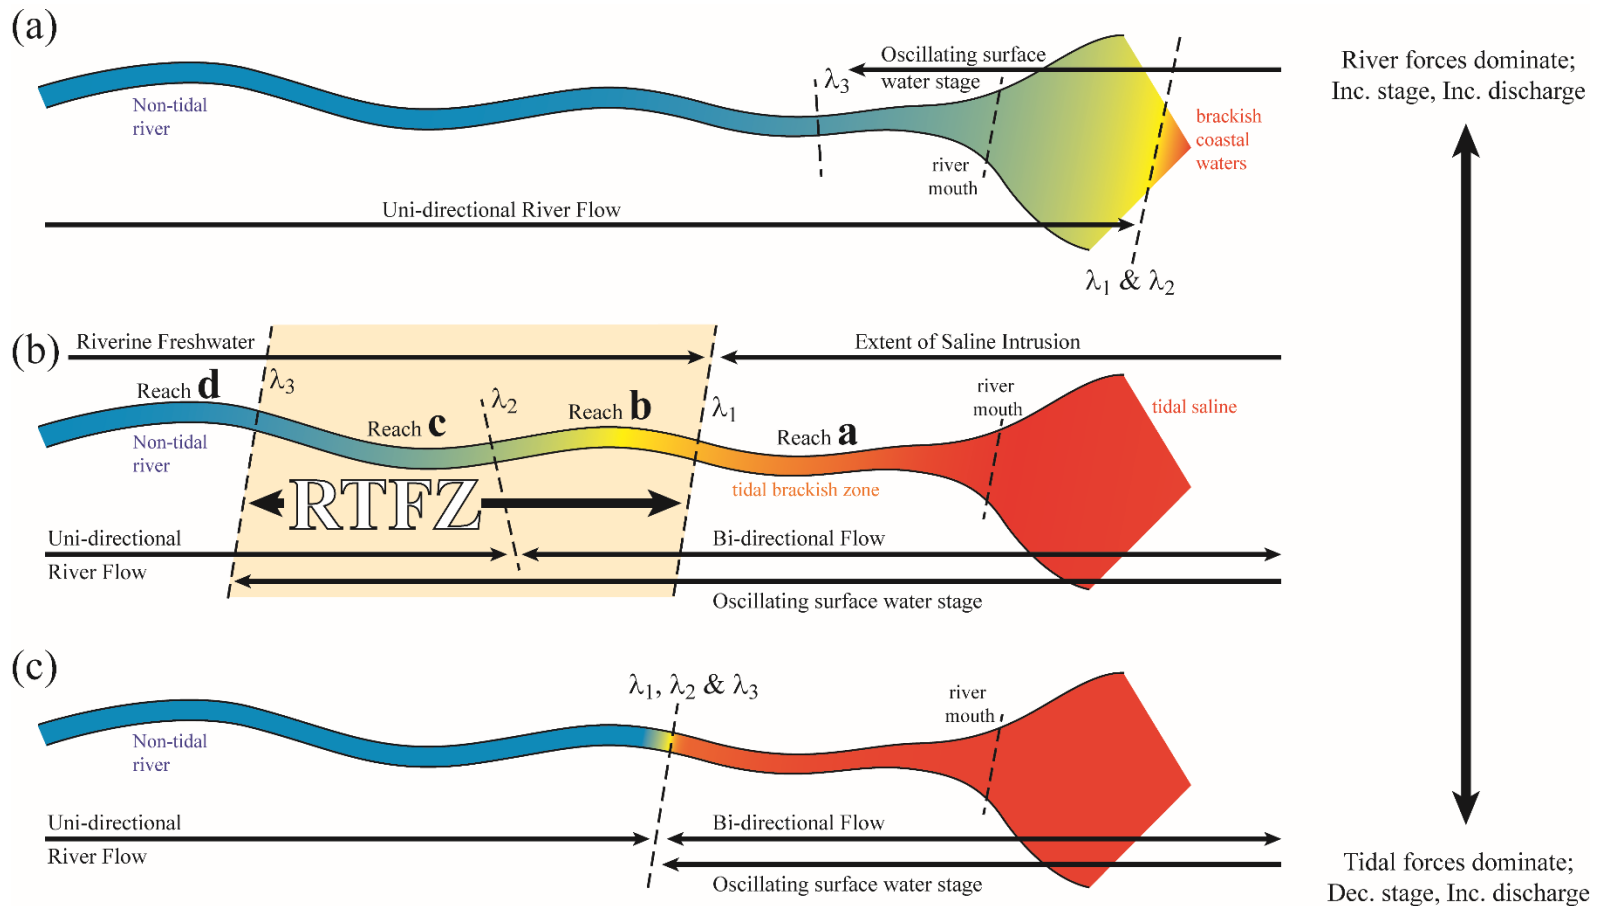 (a)
Oscillating surface
water stage
λ3
Non-tidal
river
brackish
coastal
waters
river
mouth
Uni-directional River Flow
λ1 & λ2
River forces dominate;
Inc. stage, Inc. discharge
(b)
Riverine Freshwater
Extent of Saline Intrusion
Reach d
λ3
λ2
λ1
Reach c
Reach b
Reach a
river
mouth
tidal saline
Non-tidal
river
RTFZ
tidal brackish zone
Uni-directional
River Flow
Bi-directional Flow
Oscillating surface water stage
(c)
λ1, λ2 & λ3
river
mouth
Non-tidal
river
Uni-directional
River Flow
Bi-directional Flow
Oscillating surface water stage
Tidal forces dominate;
Dec. stage, Inc. discharge